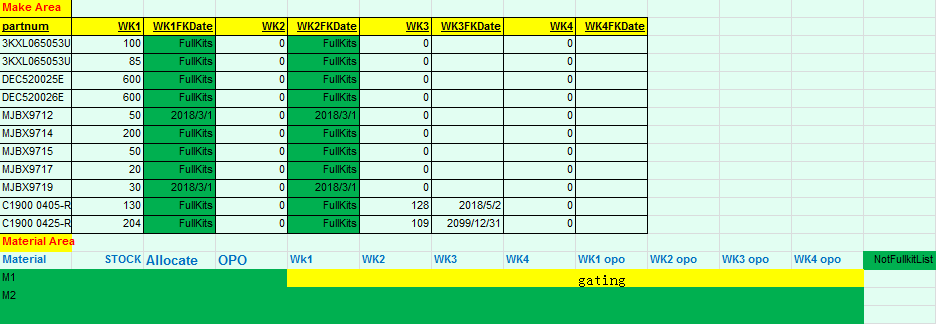 Make Area
partnum WK1 WK1FKDate WK2 WK2FKDate WK3 WK3FKDate WK4 WK4FKDate
3KXL065053U 100 FullKits 0 FullKits 0 0
3KXL065053U 85 FullKits 0 FullKits 0 0
DEC520025E 600 FullKits 0 FullKits 0 0
DEC520026E 600 FullKits 0 FullKits 0 0
MJBX9712 50 2018/3/1 0 2018/3/1 0 0
MJBX9714 200 FullKits 0 FullKits 0 0
MJBX9715 50 FullKits 0 FullKits 0 0
MJBX9717 20 FullKits 0 FullKits 0 0
MJBX9719 30 2018/3/1 0 2018/3/1 0 0
C1900 0405-R 130 FullKits 0 FullKits 128 2018/5/2 0
C1900 0425-R 204 FullKits 0 FullKits 109 2099/12/31 0
Material Area
Material STOCK Allocate OPO Wk1 WK2 WK3 WK4 WK1 opo WK2 opo WK3 opo WK4 opo NotFullkitList
M1 gating
M2